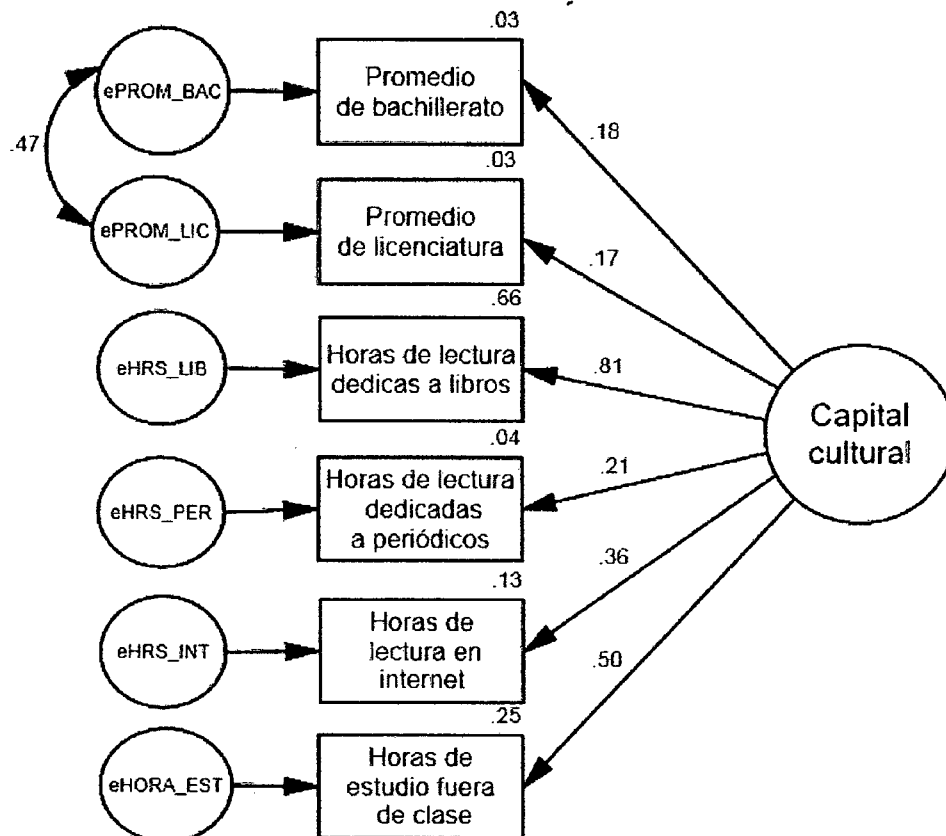 .03
ePROM_BAC
Promedio
de bachillerato
.18
.47
.03
ePROM_LIC
Promedio
de licenciatura
.17
.66
eHRS_LIB
Horas de lectura
dedicas a libros
.81
Capital
cultural
.04
eHRS_PER
Horas de lectura
dedicadas
a periódicos
.21
.13
eHRS_INT
Horas de
lectura en
internet
.36
.25
eHORA_EST
Horas de
estudio fuera
de clase
.50